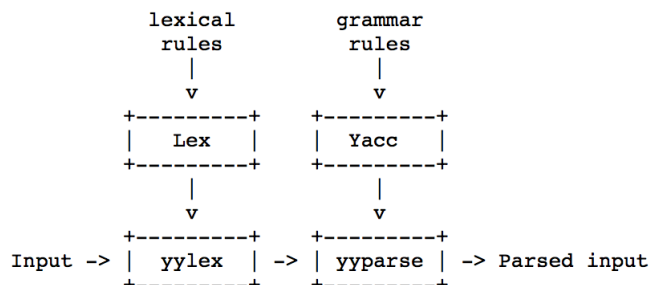 lexical grammar
rules rules
| |
v v
+---------+ +---------+
| Lex | | Yacc |
+---------+ +---------+
| |
v v
+---------+ +---------+
Input -> | yylex | -> | yyparse | -> Parsed input
+---------+ +---------+